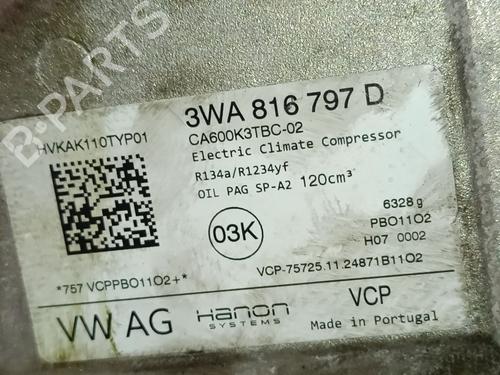 B-PARTS
3WA 816 797 D
HVKAK110TYP01
CA600K3TBC-02
Electric Climate Compressor
R134a/R1234yf
OIL PAG SP-A2 120cm³
03K
6328g
PBO11O2
H07 0002
VCP-75725.11.24871B11O2
*757 VCPPBO11O2+*
VW AG
Hanon
SYSTEMS
VCP
Made in Portugal